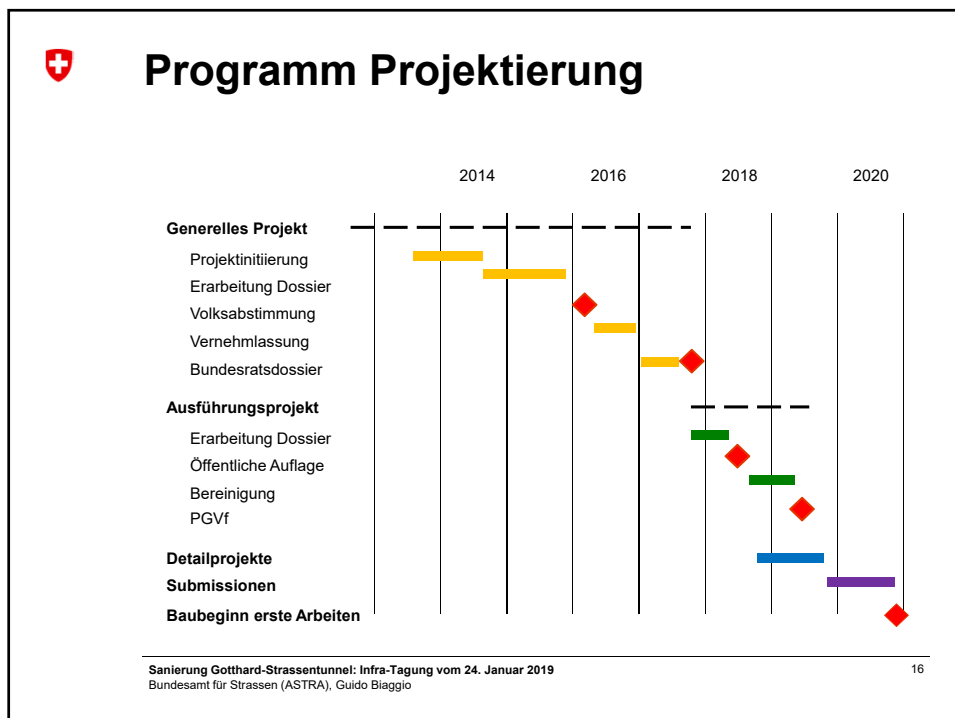 Programm Projektierung
2014 2016 2018 2020
Generelles Projekt
Projektinitiierung
Erarbeitung Dossier
Volksabstimmung
Vernehmlassung
Bundesratsdossier
Ausführungsprojekt
Erarbeitung Dossier
Öffentliche Auflage
Bereinigung
PGVf
Detailprojekte
Submissionen
Baubeginn erste Arbeiten
Sanierung Gotthard-Strassentunnel: Infra-Tagung vom 24. Januar 2019 16
Bundesamt für Strassen (ASTRA), Guido Biaggio